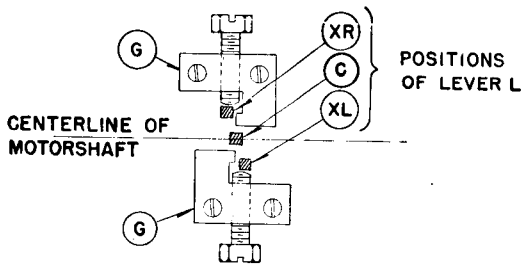 G
XR
C
XL
POSITIONS
OF LEVER L
CENTERLINE OF
MOTORSHAFT
G